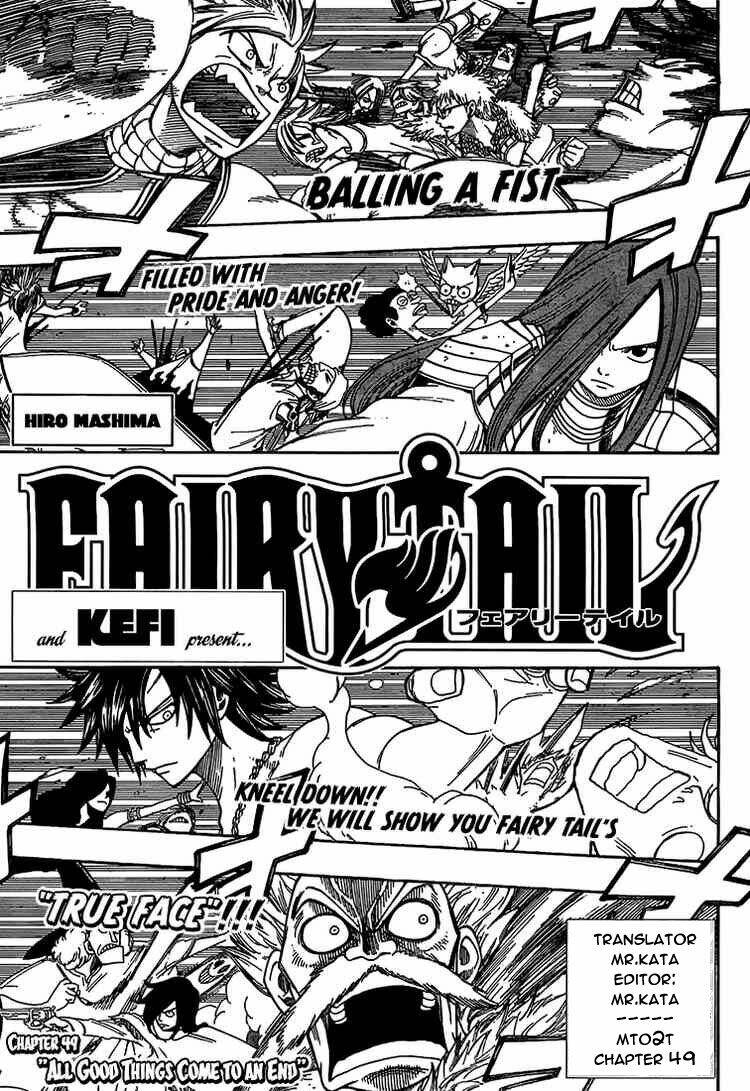 BALLING A FIST
FILLED WITH
PRIDE AND ANGER!
HIRO MASHIMA
FAIRY TAIL
フェアリーテイル
and KEFI present...
KNEEL DOWN!!
WE WILL SHOW YOU FAIRY TAIL'S
"TRUE FACE"!!!
TRANSLATOR
MR.KATA
EDITOR:
MR.KATA
-----
MTO2T
CHAPTER 49
CHAPTER 49
"ALL GOOD THINGS COME TO AN END"